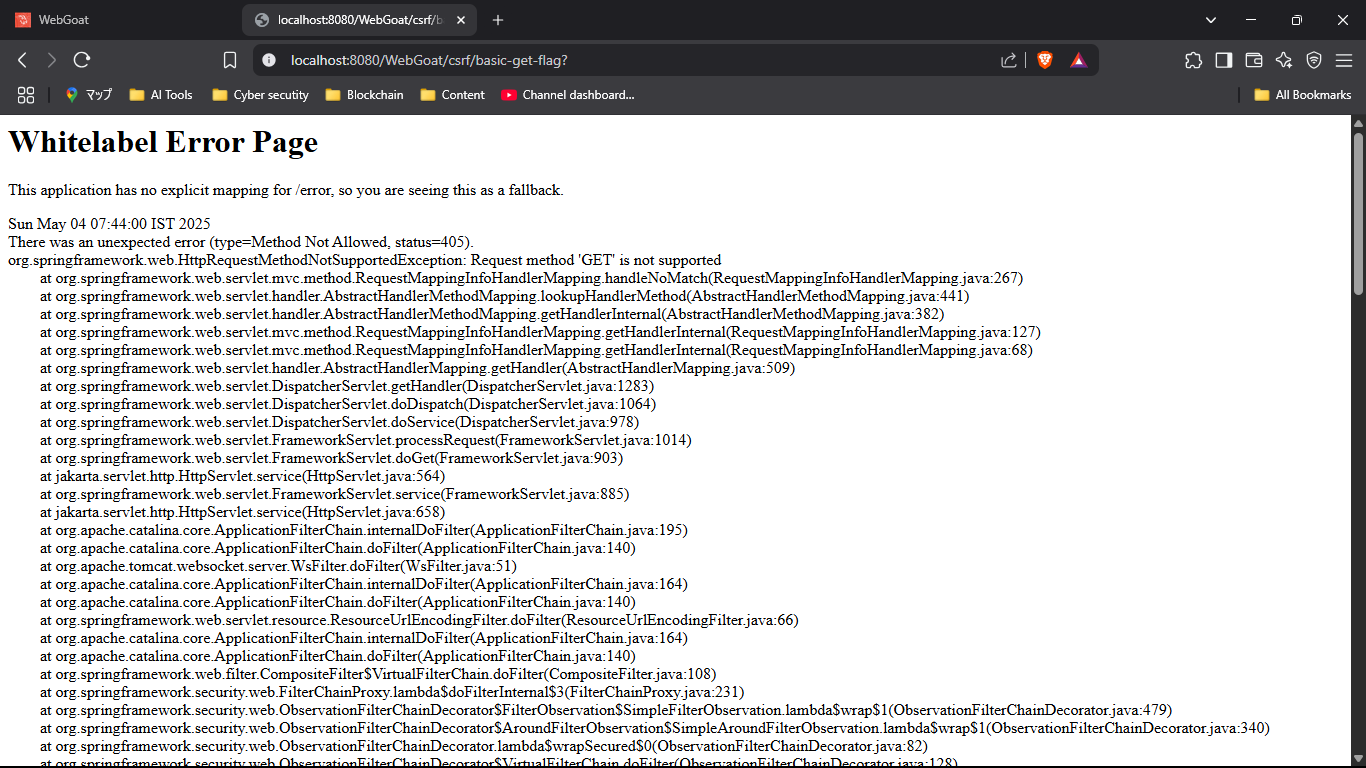 WebGoat
localhost:8080/WebGoat/csrf/b
localhost:8080/WebGoat/csrf/basic-get-flag?
マップ
AI Tools
Cyber secutity
Blockchain
Content
Channel dashboard...
All Bookmarks
Whitelabel Error Page
This application has no explicit mapping for /error, so you are seeing this as a fallback.
Sun May 04 07:44:00 IST 2025
There was an unexpected error (type=Method Not Allowed, status=405).
org.springframework.web.HttpRequestMethodNotSupportedException: Request method 'GET' is not supported
at org.springframework.web.servlet.mvc.method.RequestMappingInfoHandlerMapping.handleNoMatch(RequestMappingInfoHandlerMapping.java:267)
at org.springframework.web.servlet.handler.AbstractHandlerMethodMapping.lookupHandlerMethod(AbstractHandlerMethodMapping.java:441)
at org.springframework.web.servlet.handler.AbstractHandlerMethodMapping.getHandlerInternal(AbstractHandlerMethodMapping.java:382)
at org.springframework.web.servlet.mvc.method.RequestMappingInfoHandlerMapping.getHandlerInternal(RequestMappingInfoHandlerMapping.java:127)
at org.springframework.web.servlet.mvc.method.RequestMappingInfoHandlerMapping.getHandlerInternal(RequestMappingInfoHandlerMapping.java:68)
at org.springframework.web.servlet.handler.AbstractHandlerMapping.getHandler(AbstractHandlerMapping.java:509)
at org.springframework.web.servlet.DispatcherServlet.getHandler(DispatcherServlet.java:1283)
at org.springframework.web.servlet.DispatcherServlet.doDispatch(DispatcherServlet.java:1064)
at org.springframework.web.servlet.DispatcherServlet.doService(DispatcherServlet.java:978)
at org.springframework.web.servlet.FrameworkServlet.processRequest(FrameworkServlet.java:1014)
at org.springframework.web.servlet.FrameworkServlet.doGet(FrameworkServlet.java:903)
at jakarta.servlet.http.HttpServlet.service(HttpServlet.java:564)
at org.springframework.web.servlet.FrameworkServlet.service(FrameworkServlet.java:885)
at jakarta.servlet.http.HttpServlet.service(HttpServlet.java:658)
at org.apache.catalina.core.ApplicationFilterChain.internalDoFilter(ApplicationFilterChain.java:195)
at org.apache.catalina.core.ApplicationFilterChain.doFilter(ApplicationFilterChain.java:140)
at org.apache.tomcat.websocket.server.WsFilter.doFilter(WsFilter.java:51)
at org.apache.catalina.core.ApplicationFilterChain.internalDoFilter(ApplicationFilterChain.java:164)
at org.apache.catalina.core.ApplicationFilterChain.doFilter(ApplicationFilterChain.java:140)
at org.springframework.web.servlet.resource.ResourceUrlEncodingFilter.doFilter(ResourceUrlEncodingFilter.java:66)
at org.apache.catalina.core.ApplicationFilterChain.internalDoFilter(ApplicationFilterChain.java:164)
at org.apache.catalina.core.ApplicationFilterChain.doFilter(ApplicationFilterChain.java:140)
at org.springframework.web.filter.CompositeFilter$VirtualFilterChain.doFilter(CompositeFilter.java:108)
at org.springframework.security.web.FilterChainProxy.lambda$doFilterInternal$3(FilterChainProxy.java:231)
at org.springframework.security.web.ObservationFilterChainDecorator$FilterObservation$SimpleFilterObservation.lambda$wrap$1(ObservationFilterChainDecorator.java:479)
at org.springframework.security.web.ObservationFilterChainDecorator$AroundFilterObservation$SimpleAroundFilterObservation.lambda$wrap$1(ObservationFilterChainDecorator.java:340)
at org.springframework.security.web.ObservationFilterChainDecorator.lambda$wrapSecured$0(ObservationFilterChainDecorator.java:82)
at org.springframework.security.web.ObservationFilterChainDecorator$VirtualFilterChain.doFilter(ObservationFilterChainDecorator.java:128)